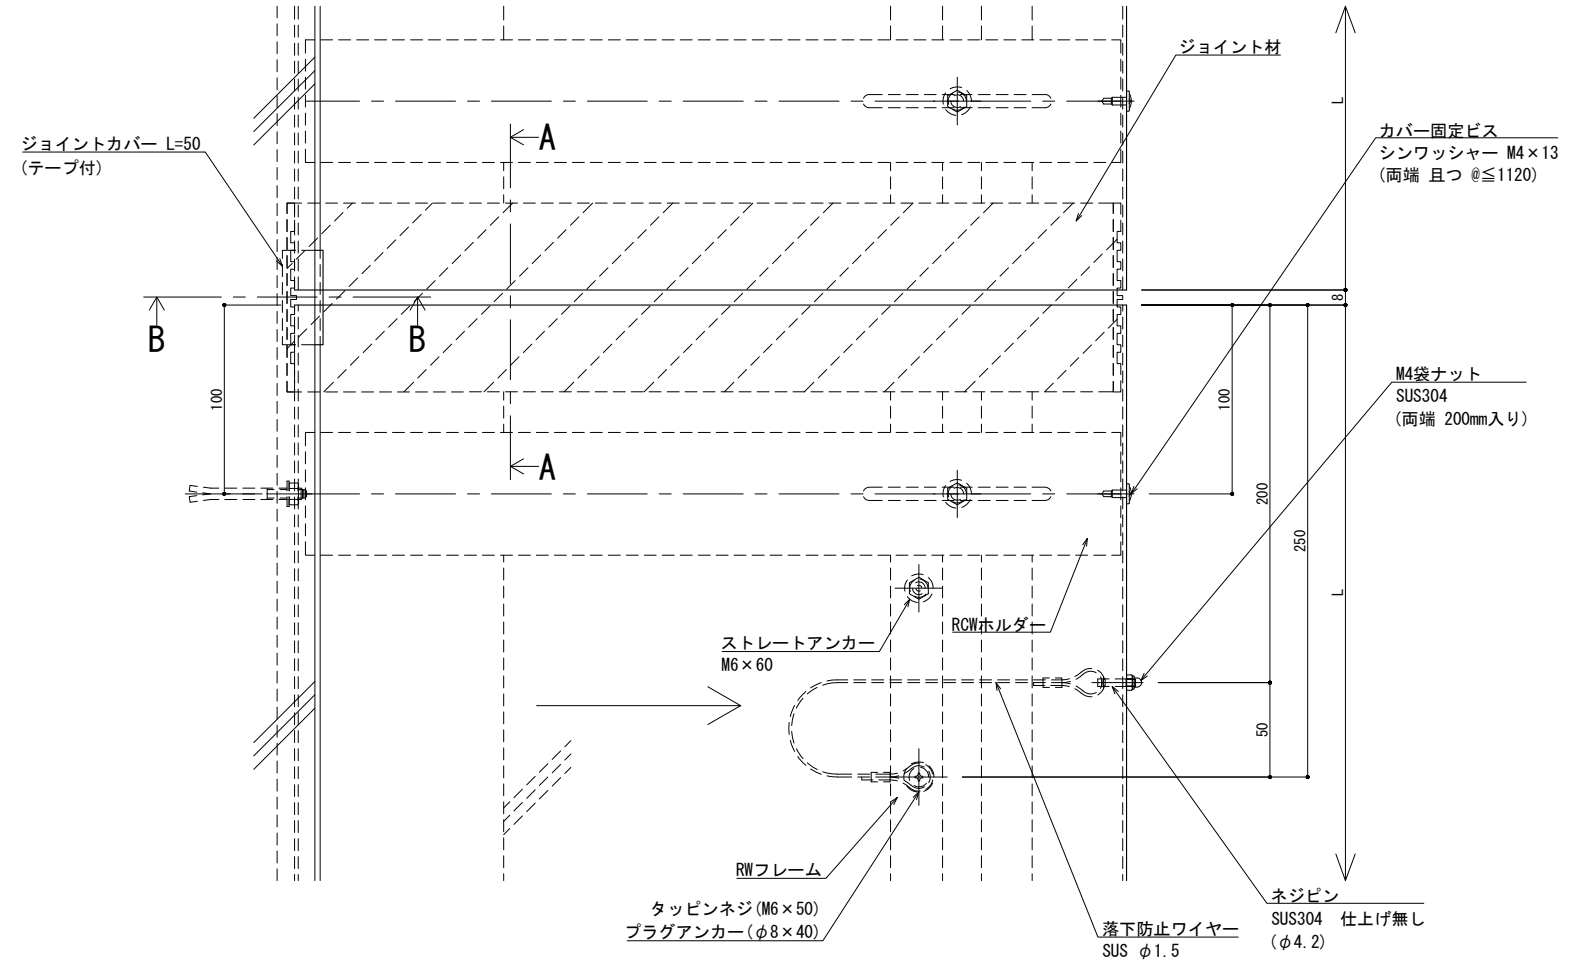 ジョイント材
L
ジョイントカバー L=50
(テープ付)
A
カバー固定ビス
シンワッシャー M4×13
(両端 且つ @≦1120)
8
B
B
100
100
M4袋ナット
SUS304
(両端 200mm入り)
A
200
250
L
ストレートアンカー
M6×60
RCWホルダー
50
RWフレーム
タッピンネジ(M6×50)
プラグアンカー(φ8×40)
落下防止ワイヤー
SUS φ1.5
ネジピン
SUS304 仕上げ無し
(φ4.2)